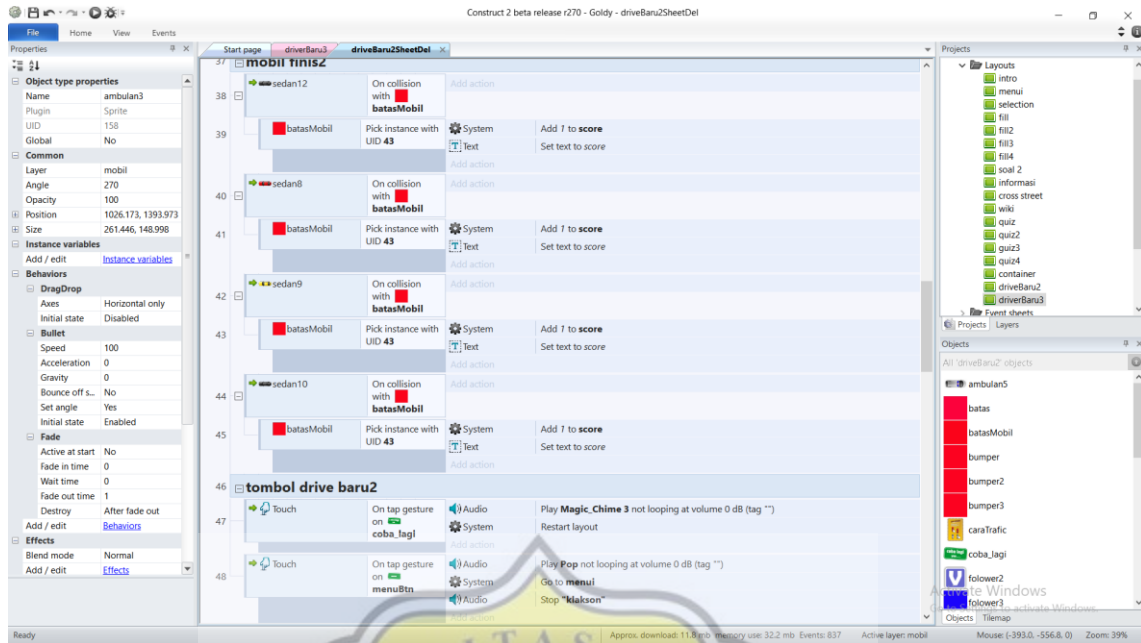 Construct 2 beta release r270 - Goldy - driveBaru2SheetDel
File Home View Events
Properties
Object type properties
Name ambulan3
Plugin Sprite
UID 158
Global No
Common
Layer mobil
Angle 270
Opacity 100
Position 1026.173, 1393.973
Size 261.446, 148.998
Instance variables
Add / edit Instance variables
Behaviors
DragDrop
Axes Horizontal only
Initial state Disabled
Bullet
Speed 100
Acceleration 0
Gravity 0
Bounce off s... No
Set angle Yes
Initial state Enabled
Fade
Active at start No
Fade in time 0
Wait time 0
Fade out time 1
Destroy After fade out
Add / edit Behaviors
Effects
Blend mode Normal
Add / edit Effects
Start page driverBaru3 driveBaru2SheetDel
37 mobil finis2
38 sedan12 On collision with batasMobil Add action
39 batasMobil Pick instance with UID 43 System Add 1 to score
Text Set text to score
Add action
40 sedan8 On collision with batasMobil Add action
41 batasMobil Pick instance with UID 43 System Add 1 to score
Text Set text to score
Add action
42 sedan9 On collision with batasMobil Add action
43 batasMobil Pick instance with UID 43 System Add 1 to score
Text Set text to score
Add action
44 sedan10 On collision with batasMobil Add action
45 batasMobil Pick instance with UID 43 System Add 1 to score
Text Set text to score
Add action
46 tombol drive baru2
47 Touch On tap gesture on coba_lagI Audio Play Magic_Chime 3 not looping at volume 0 dB (tag "")
System Restart layout
Add action
48 Touch On tap gesture on menuBtn Audio Play Pop not looping at volume 0 dB (tag "")
System Go to menui
Audio Stop "klakson"
Add action
Projects
Layouts
intro
menui
selection
fill
fill2
fill3
fill4
soal 2
informasi
cross street
wiki
quiz
quiz2
guiz3
quiz4
container
driveBaru2
driverBaru3
Event sheets
Projects Layers
Objects
All 'driveBaru2' objects
ambulan5
batas
batasMobil
bumper
bumper2
bumper3
caraTrafic
coba_lagi
folower2
folower3
Activate Windows
Go to Settings to activate Windows.
Objects Tilemap
Ready
Approx. download: 11.8 mb memory use: 32.2 mb Events: 837 Active layer: mobil Mouse: (-393.0, -556.8, 0) Zoom: 39%